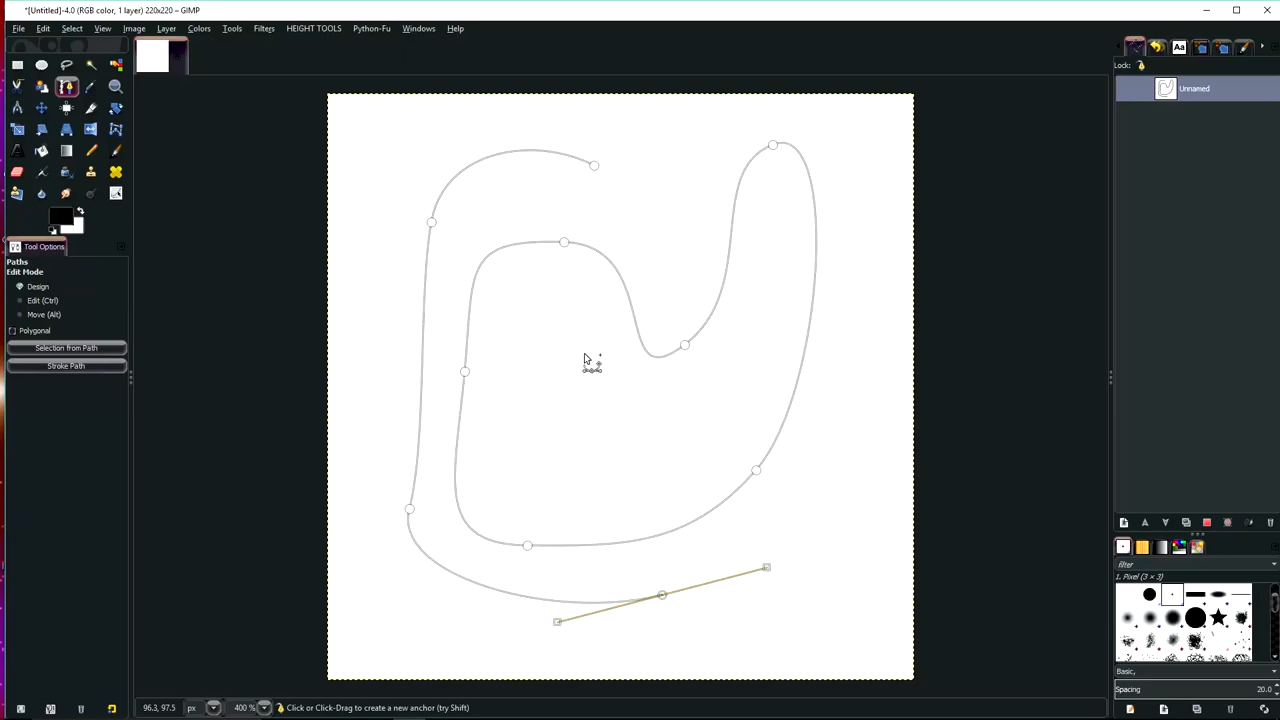 *[Untitled]-4.0 (RGB color, 1 layer) 220x220 – GIMP
File Edit Select View Image Layer Colors Tools Filters HEIGHT TOOLS Python-Fu Windows Help
Lock:
Unnamed
Tool Options
Paths
Edit Mode
Design
Edit (Ctrl)
Move (Alt)
Polygonal
Selection from Path
Stroke Path
filter
1. Pixel (3 × 3)
Basic,
Spacing 20.0
96.3, 97.5 px 400 % Click or Click-Drag to create a new anchor (try Shift)